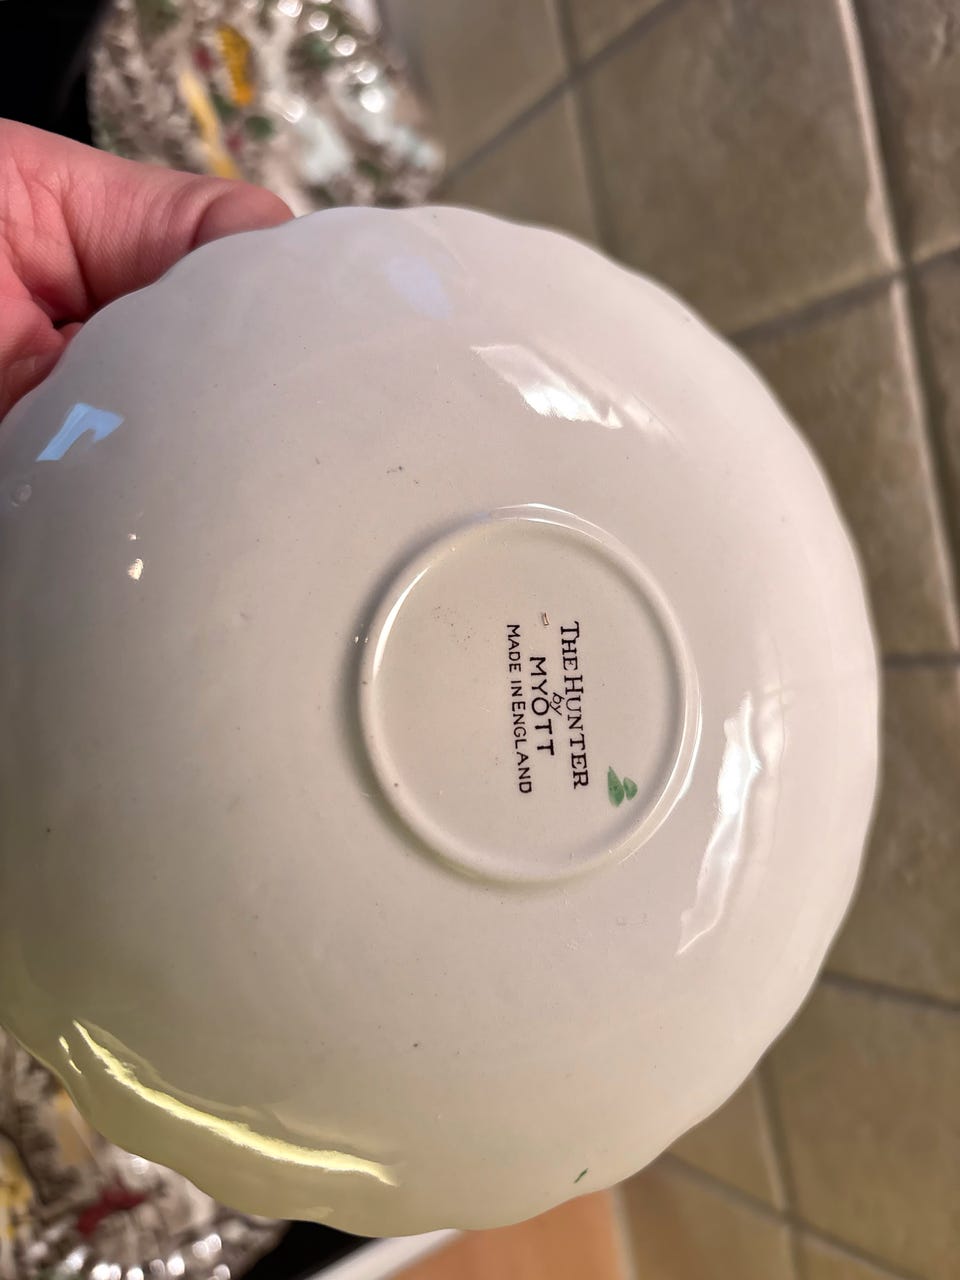 THE HUNTER
by
MYOTT
MADE IN ENGLAND